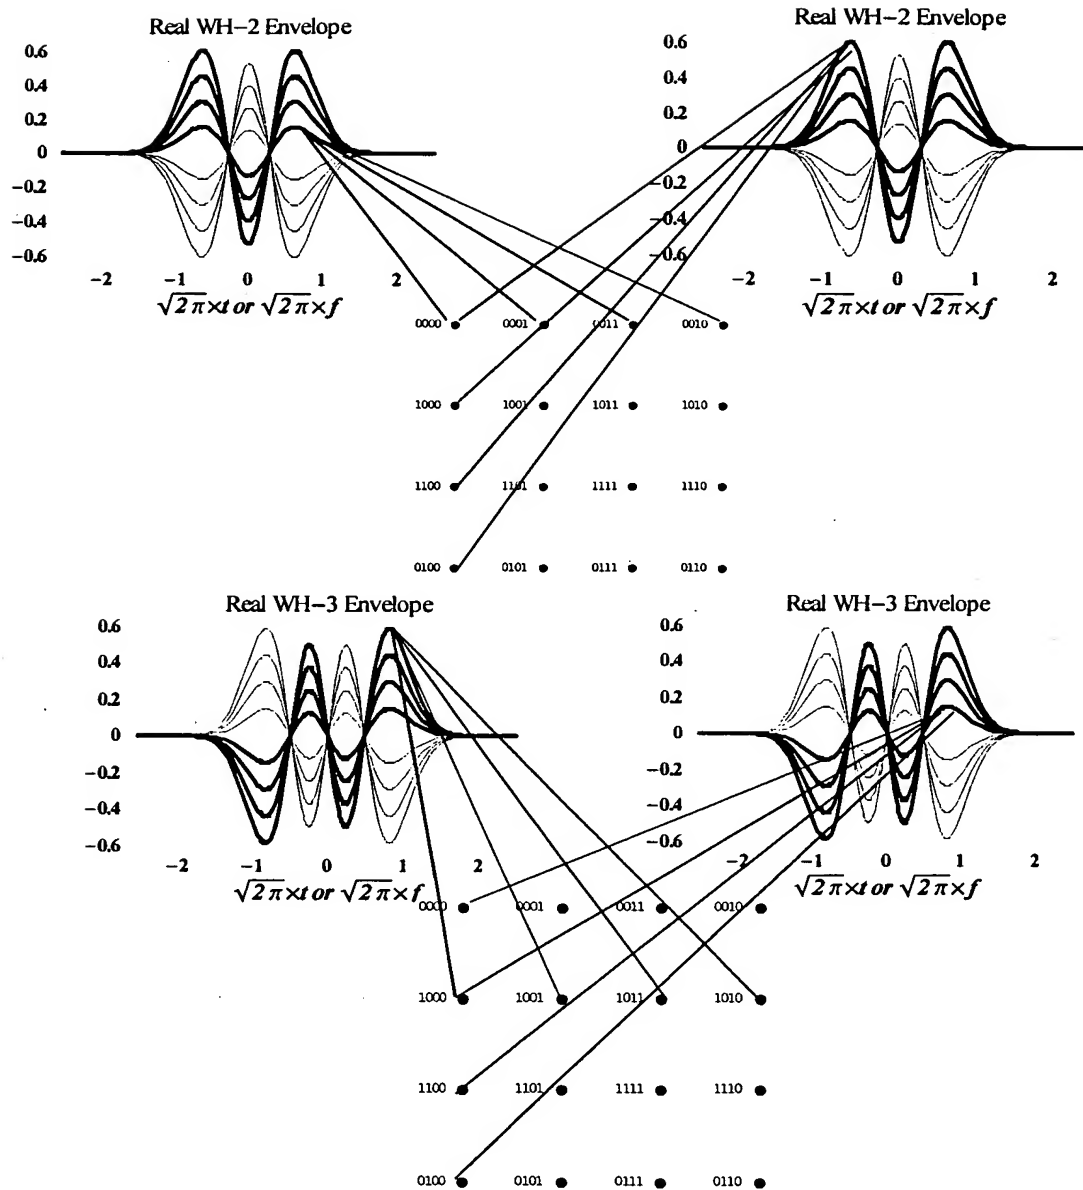 Real WH−2 Envelope
0.6
0.4
0.2
0
−0.2
−0.4
−0.6
−2 −1 0 1 2
√2π×t or √2π×f
Real WH−2 Envelope
0.6
0.4
0.2
0
−0.2
−0.4
−0.6
−2 −1 0 1 2
√2π×t or √2π×f
0000 0001 0011 0010
1000 1001 1011 1010
1100 1101 1111 1110
0100 0101 0111 0110
Real WH−3 Envelope
0.6
0.4
0.2
0
−0.2
−0.4
−0.6
−2 −1 0 1 2
√2π×t or √2π×f
Real WH−3 Envelope
0.6
0.4
0.2
0
−0.2
−0.4
−0.6
−2 −1 0 1 2
√2π×t or √2π×f
0000 0001 0011 0010
1000 1001 1011 1010
1100 1101 1111 1110
0100 0101 0111 0110